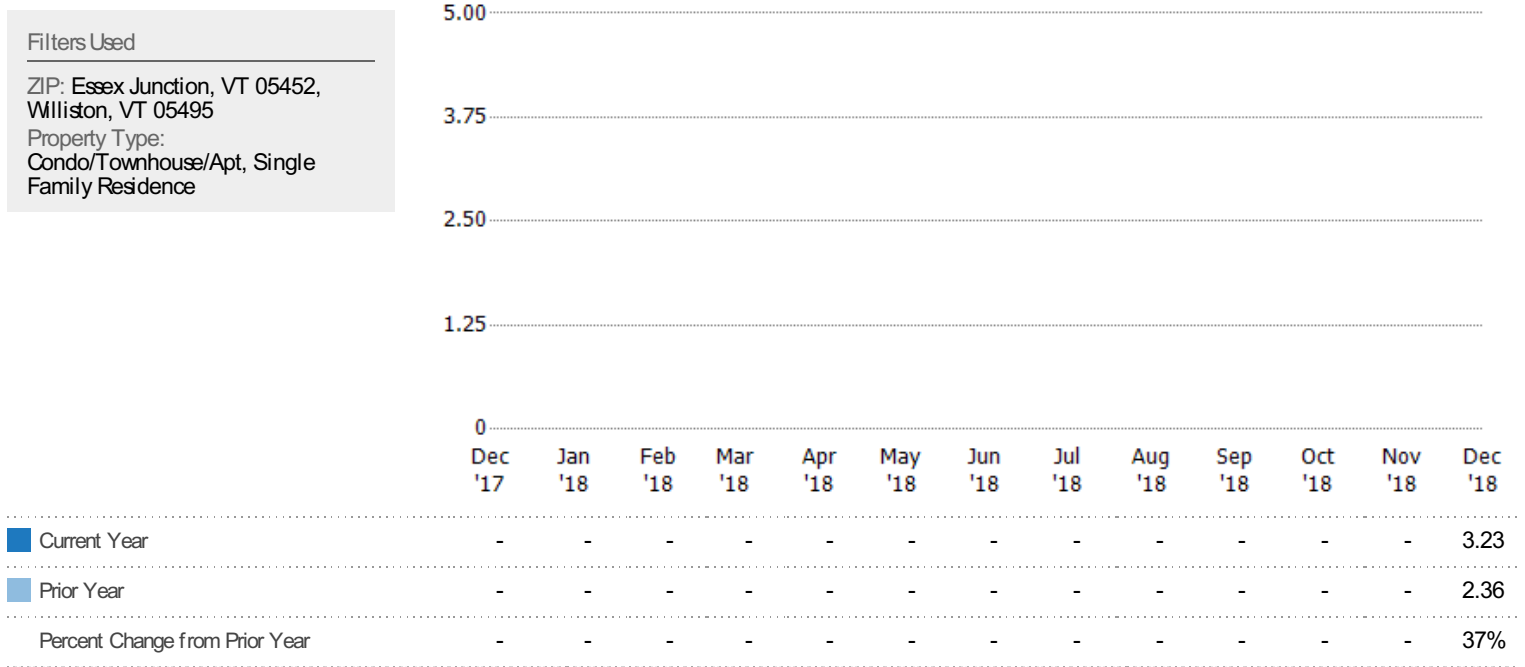 Filters Used
ZIP: Essex Junction, VT 05452,
Williston, VT 05495
Property Type:
Condo/Townhouse/Apt, Single
Family Residence
5.00
3.75
2.50
1.25
0
Dec '17 Jan '18 Feb '18 Mar '18 Apr '18 May '18 Jun '18 Jul '18 Aug '18 Sep '18 Oct '18 Nov '18 Dec '18
Current Year - - - - - - - - - - - - 3.23
Prior Year - - - - - - - - - - - - 2.36
Percent Change from Prior Year - - - - - - - - - - - - 37%